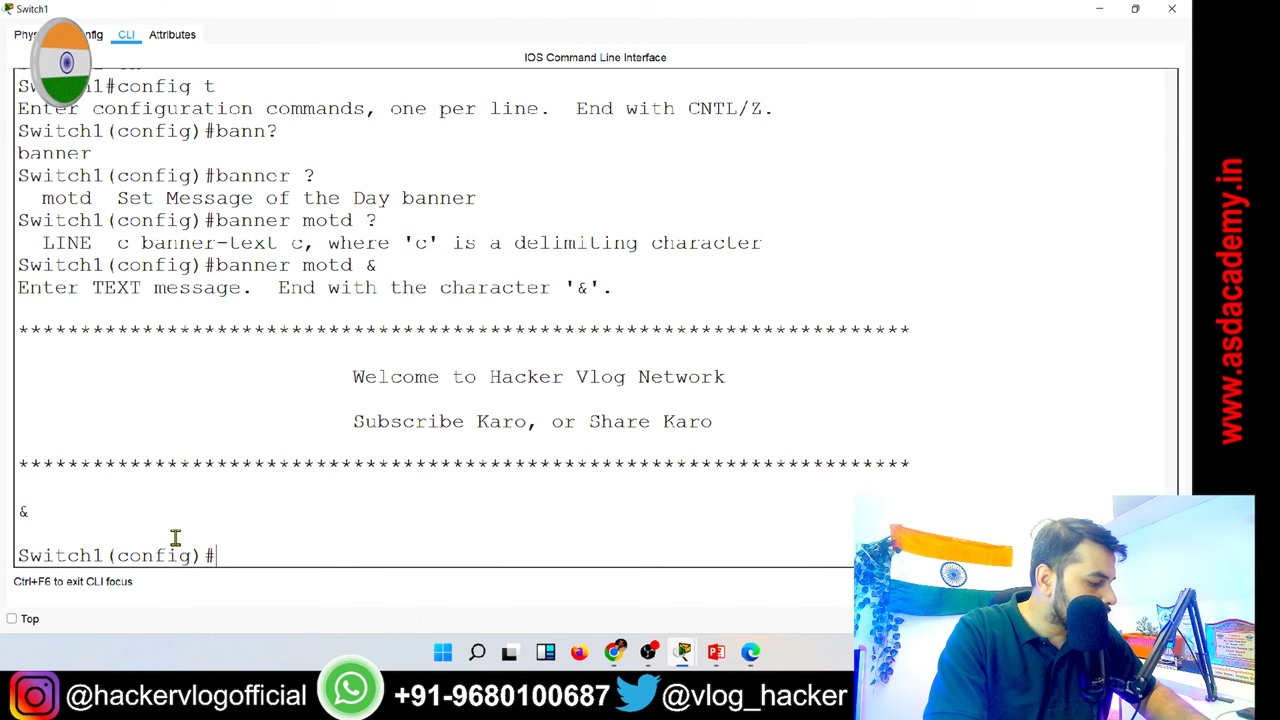 Switch1
Config CLI Attributes
IOS Command Line Interface
Switch1#config t
Enter configuration commands, one per line. End with CNTL/Z.
Switch1(config)#bann?
banner
Switch1(config)#banner ?
motd Set Message of the Day banner
Switch1(config)#banner motd ?
LINE c banner-text c, where 'c' is a delimiting character
Switch1(config)#banner motd &
Enter TEXT message. End with the character '&'.
*************************************************************************
Welcome to Hacker Vlog Network
Subscribe Karo, or Share Karo
*************************************************************************
&
Switch1(config)#
Ctrl+F6 to exit CLI focus
Top
www.asdacademy.in
@hackervlogofficial +91-9680100687 @vlog_hacker